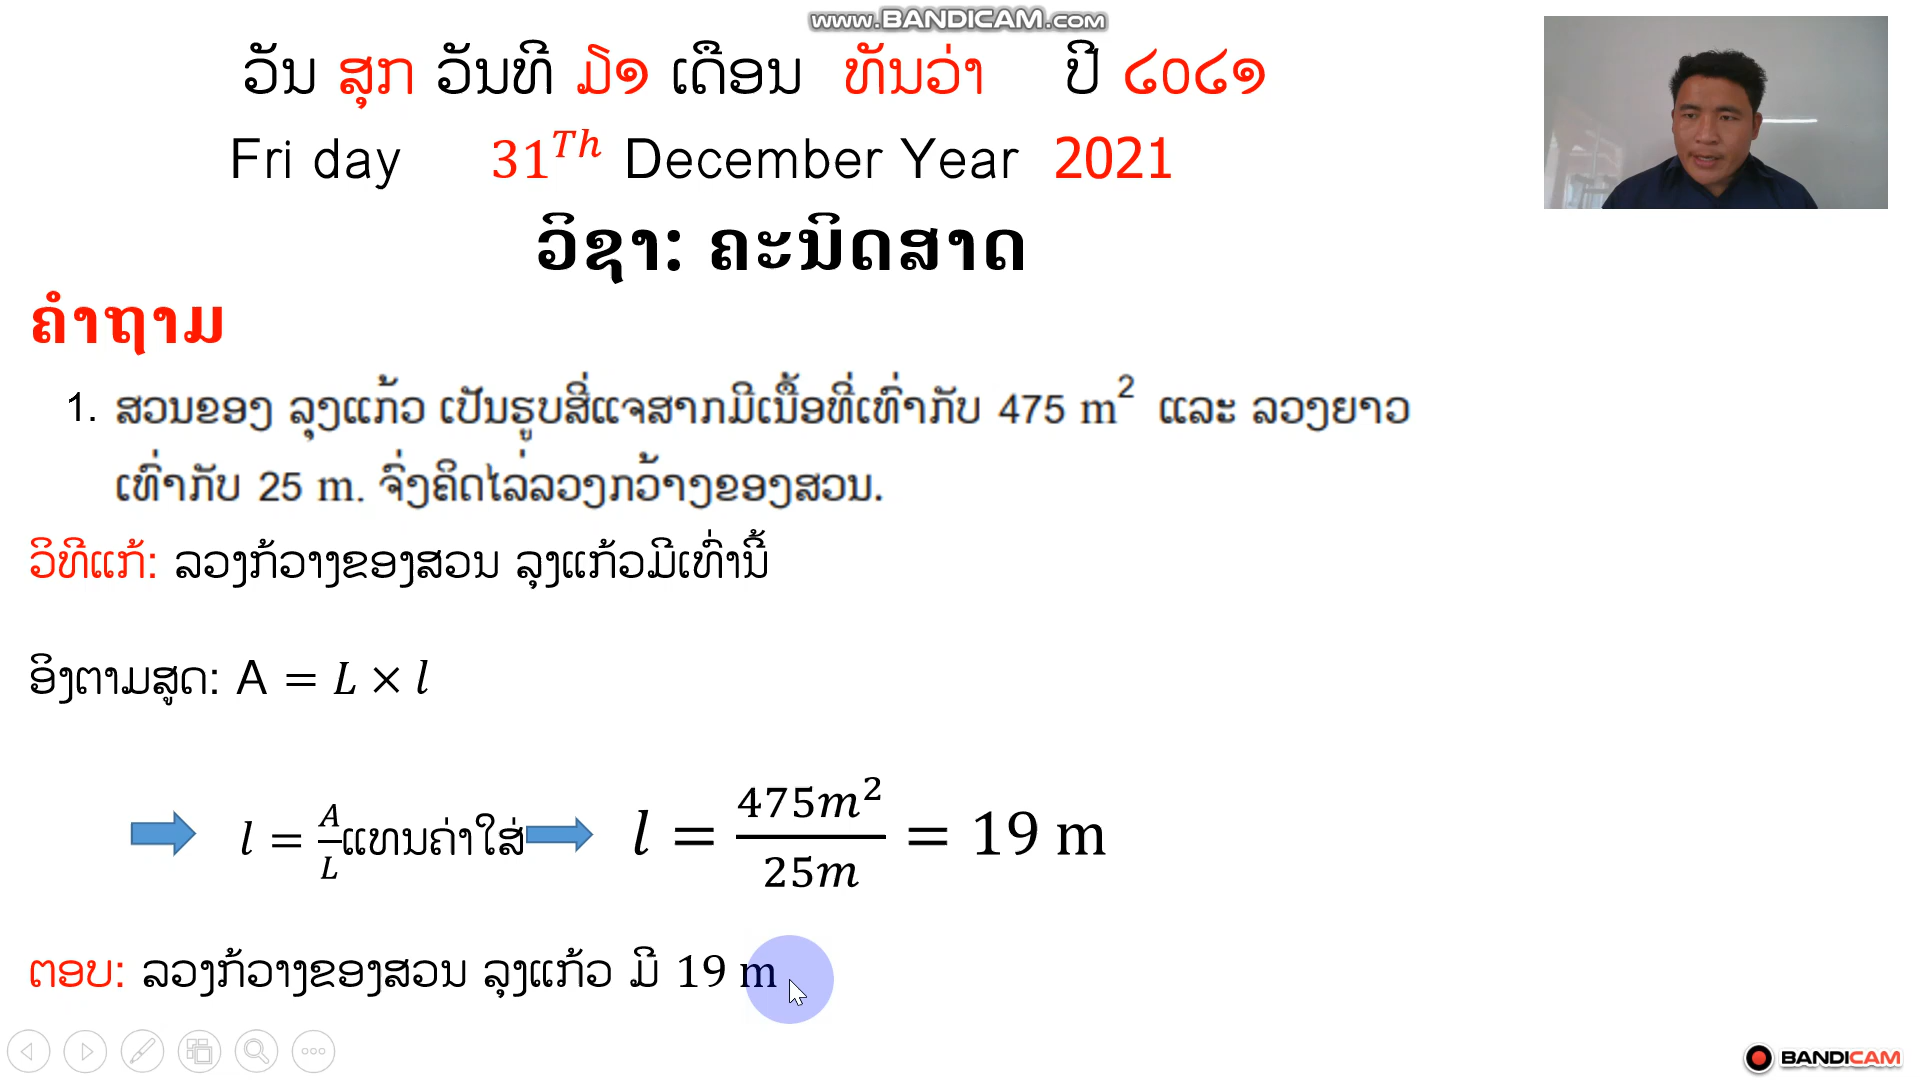 www.BANDICAM.com
ວັນ ສຸກ ວັນທີ ໓໑ ເດືອນ ທັນວ່າ ປີ ໒໐໒໑
Fri day 31ᵀʰ December Year 2021
ວິຊາ: ຄະນິດສາດ
ຄໍາຖາມ
1. ສວນຂອງ ລຸງແກ້ວ ເປັນຮູບສີ່ແຈສາກມີເນື້ອທີ່ເທົ່າກັບ 475 m² ແລະ ລວງຍາວ
ເທົ່າກັບ 25 m. ຈົ່ງຄິດໄລ່ລວງກວ້າງຂອງສວນ.
ວິທີແກ້: ລວງກ້ວາງຂອງສວນ ລຸງແກ້ວມີເທົ່ານີ້
ອິງຕາມສູດ: A = L × l
l = A/L ແທນຄ່າໃສ່ l = 475m²/25m = 19 m
ຕອບ: ລວງກ້ວາງຂອງສວນ ລຸງແກ້ວ ມີ 19 m
BANDICAM